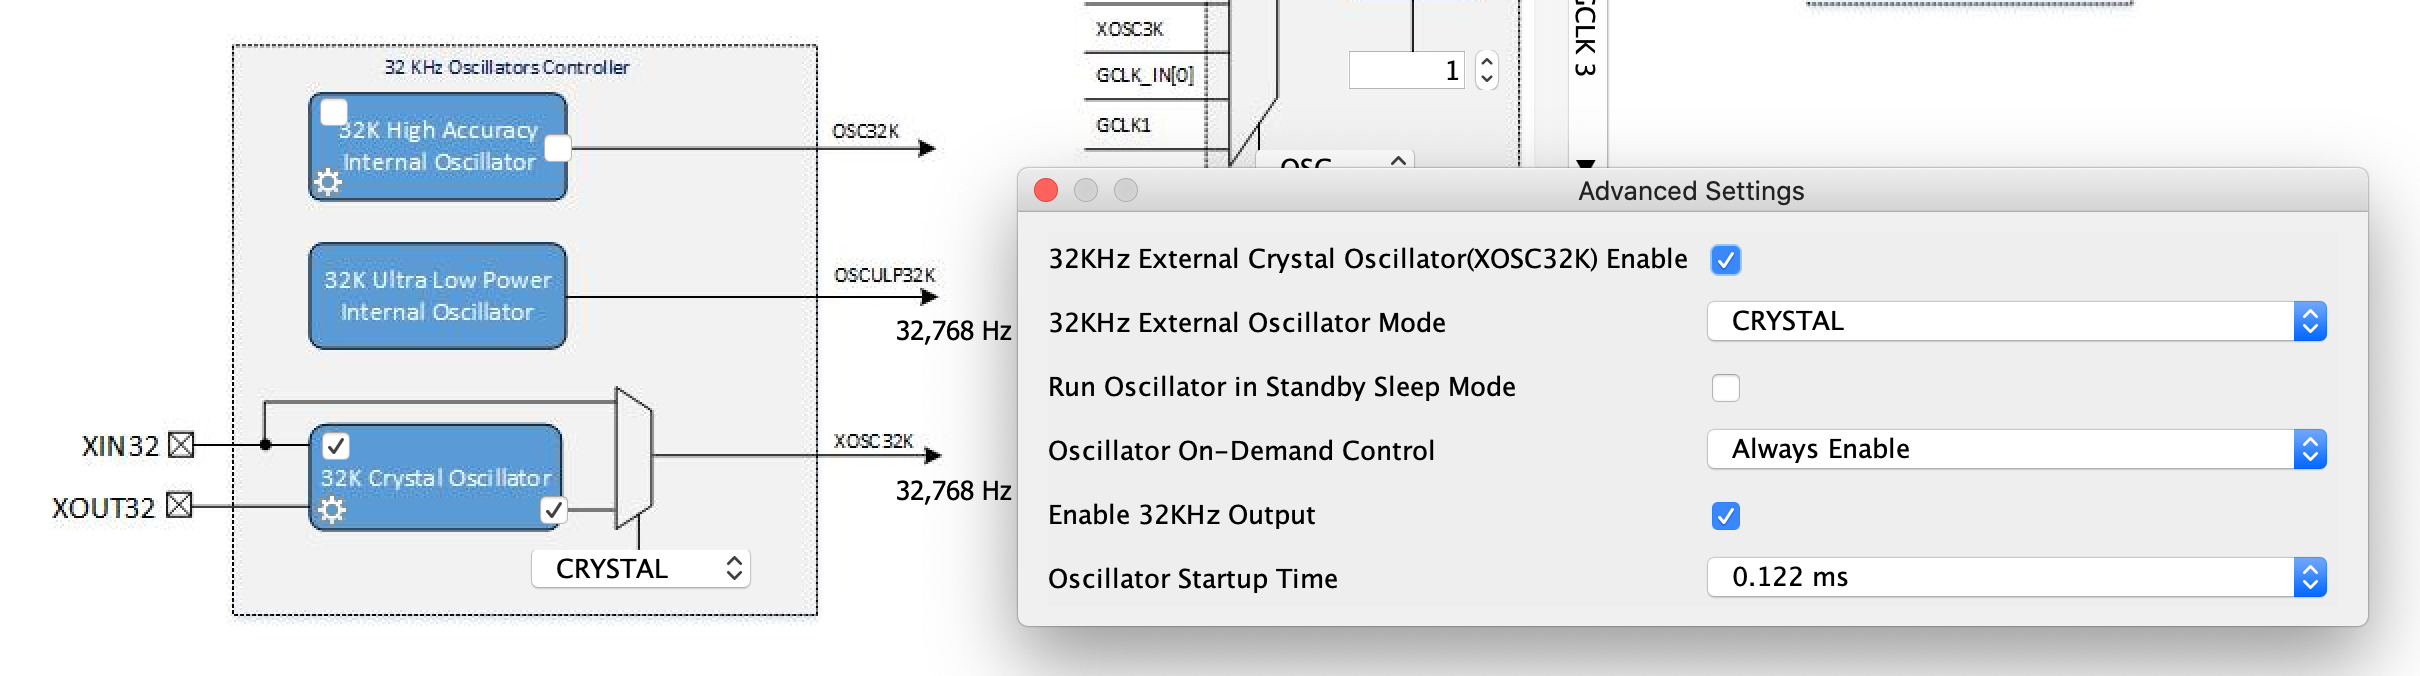 32 KHz Oscillators Controller
32K High Accuracy
Internal Oscillator
OSC32K
32K Ultra Low Power
Internal Oscillator
OSCULP32K
32,768 Hz
XIN32
XOUT32
32K Crystal Oscillator
XOSC32K
32,768 Hz
CRYSTAL
XOSC3K
GCLK_IN[0]
GCLK1
1
GCLK 3
OSC
Advanced Settings
32KHz External Crystal Oscillator(XOSC32K) Enable
32KHz External Oscillator Mode CRYSTAL
Run Oscillator in Standby Sleep Mode
Oscillator On-Demand Control Always Enable
Enable 32KHz Output
Oscillator Startup Time 0.122 ms